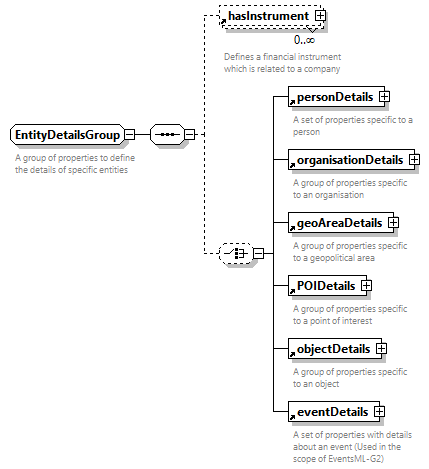 hasInstrument
0..∞
Defines a financial instrument
which is related to a company
EntityDetailsGroup
A group of properties to define
the details of specific entities
personDetails
A set of properties specific to a
person
organisationDetails
A group of properties specific
to an organisation
geoAreaDetails
A group of properties specific
to a geopolitical area
POIDetails
A group of properties specific
to a point of interest
objectDetails
A group of properties specific
to an object
eventDetails
A set of properties with details
about an event (Used in the
scope of EventsML-G2)